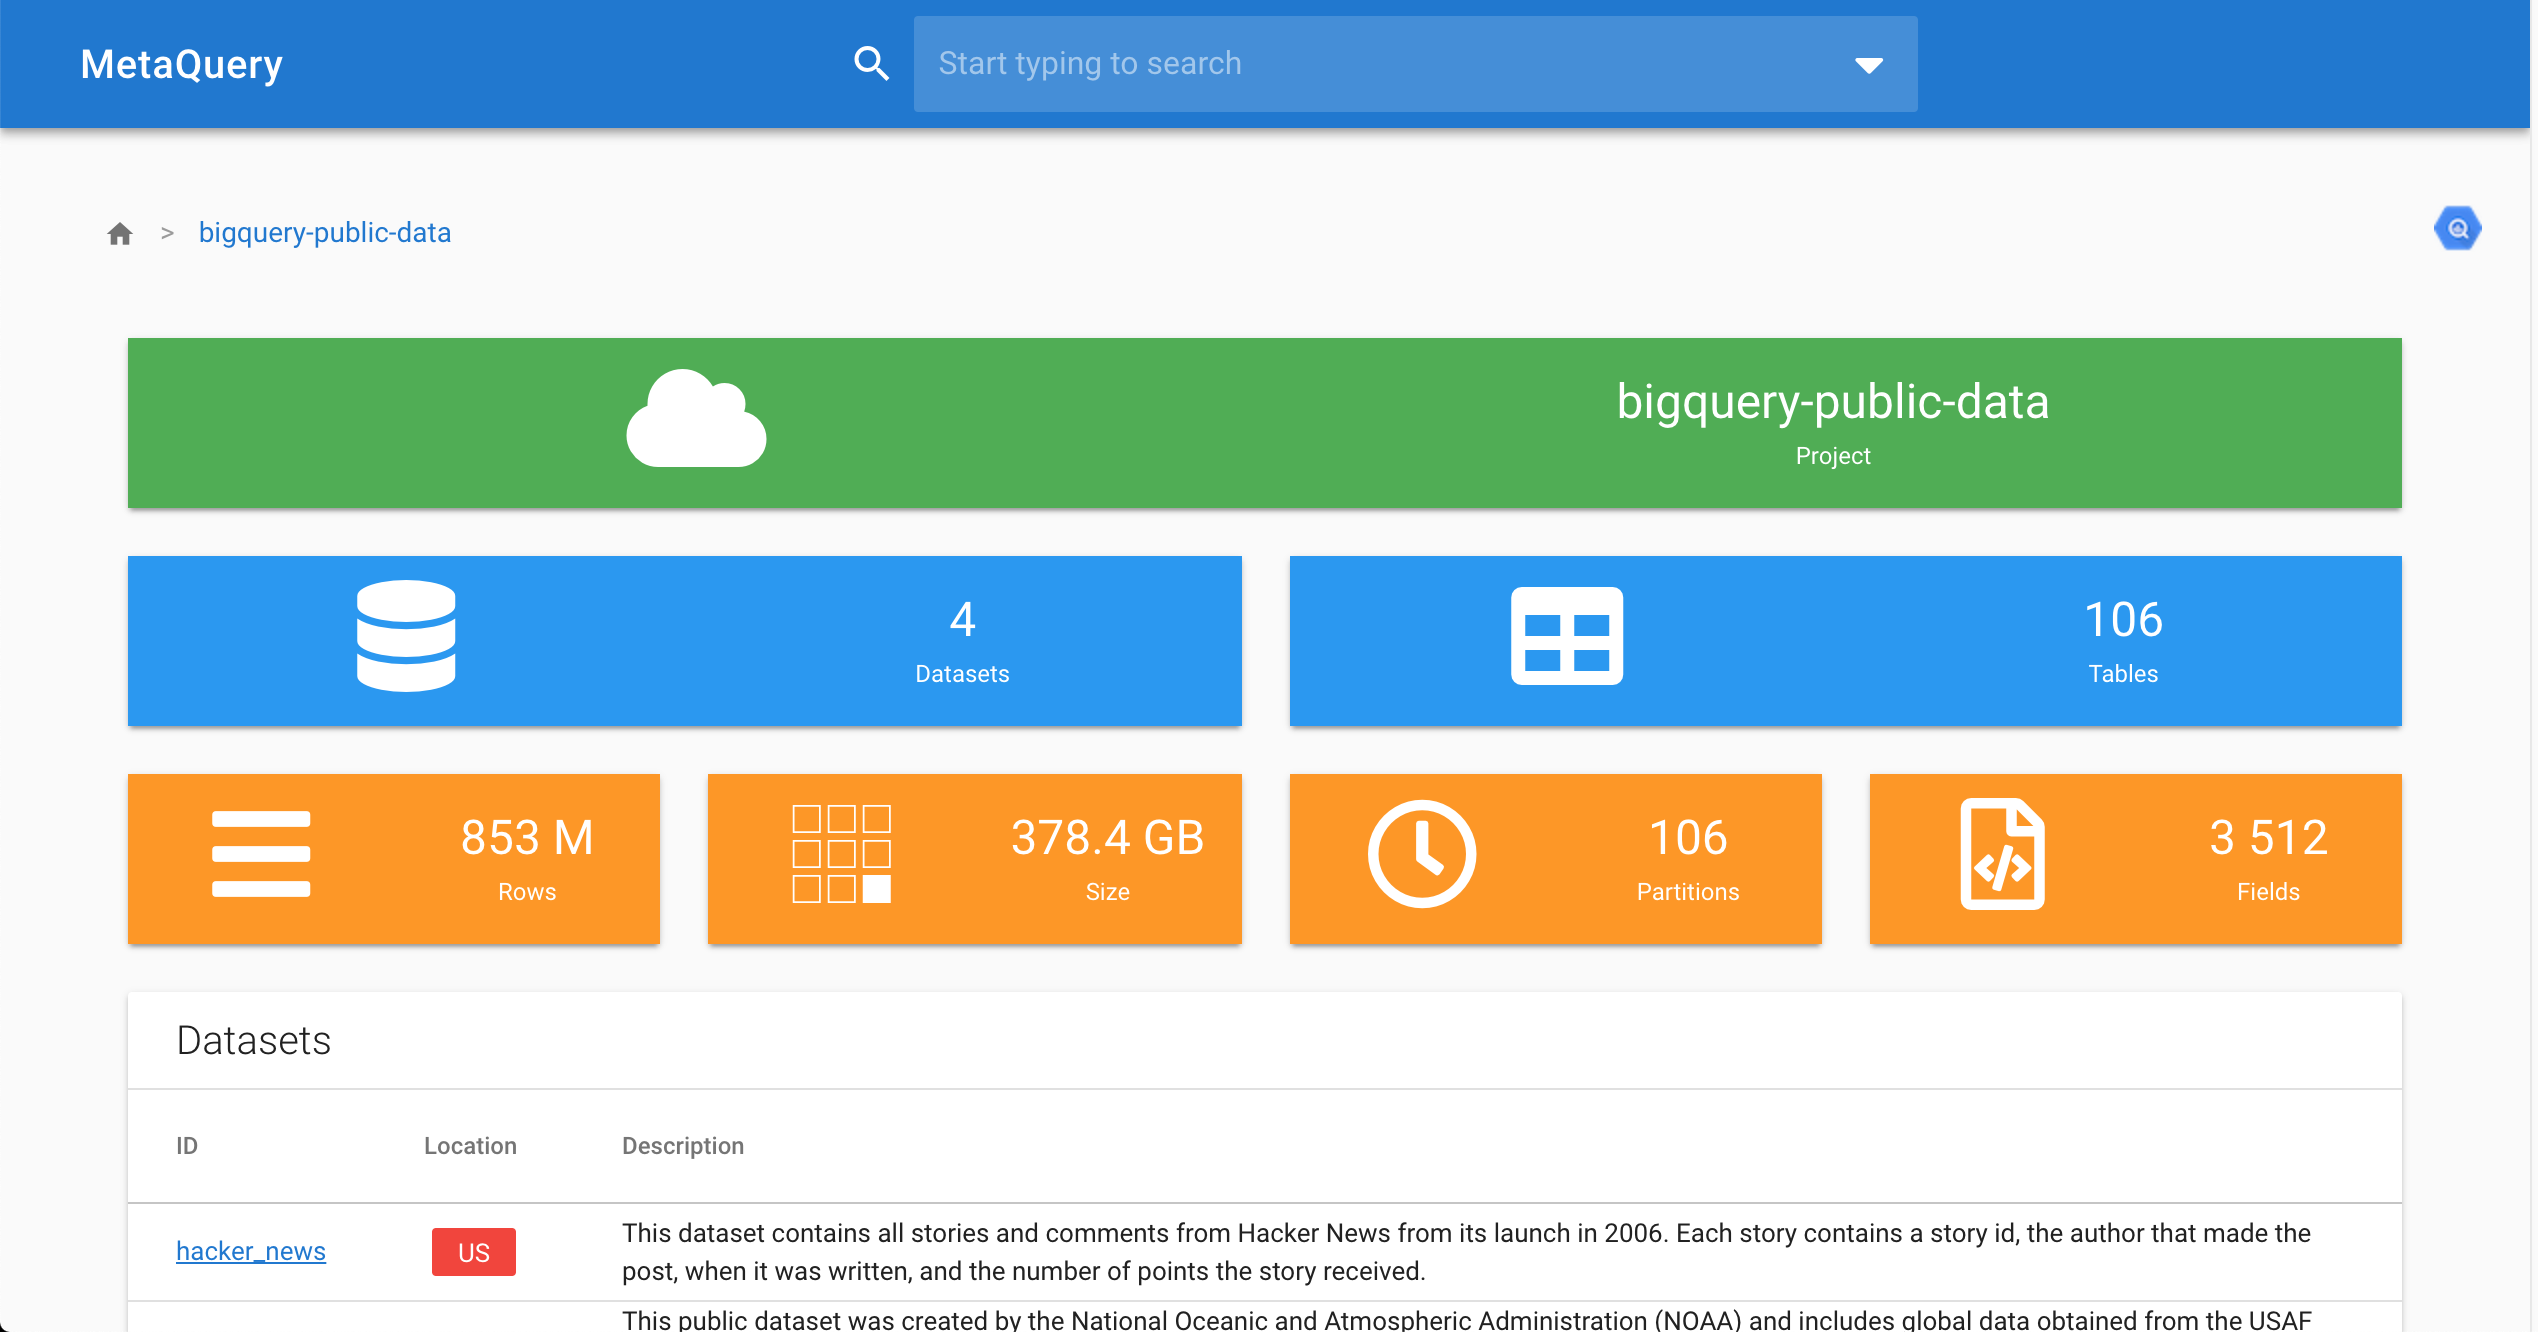 MetaQuery
Start typing to search
> bigquery-public-data
bigquery-public-data
Project
4
Datasets
106
Tables
853 M
Rows
378.4 GB
Size
106
Partitions
3 512
Fields
Datasets
ID Location Description
hacker_news US This dataset contains all stories and comments from Hacker News from its launch in 2006. Each story contains a story id, the author that made the
post, when it was written, and the number of points the story received.
This public dataset was created by the National Oceanic and Atmospheric Administration (NOAA) and includes global data obtained from the USAF